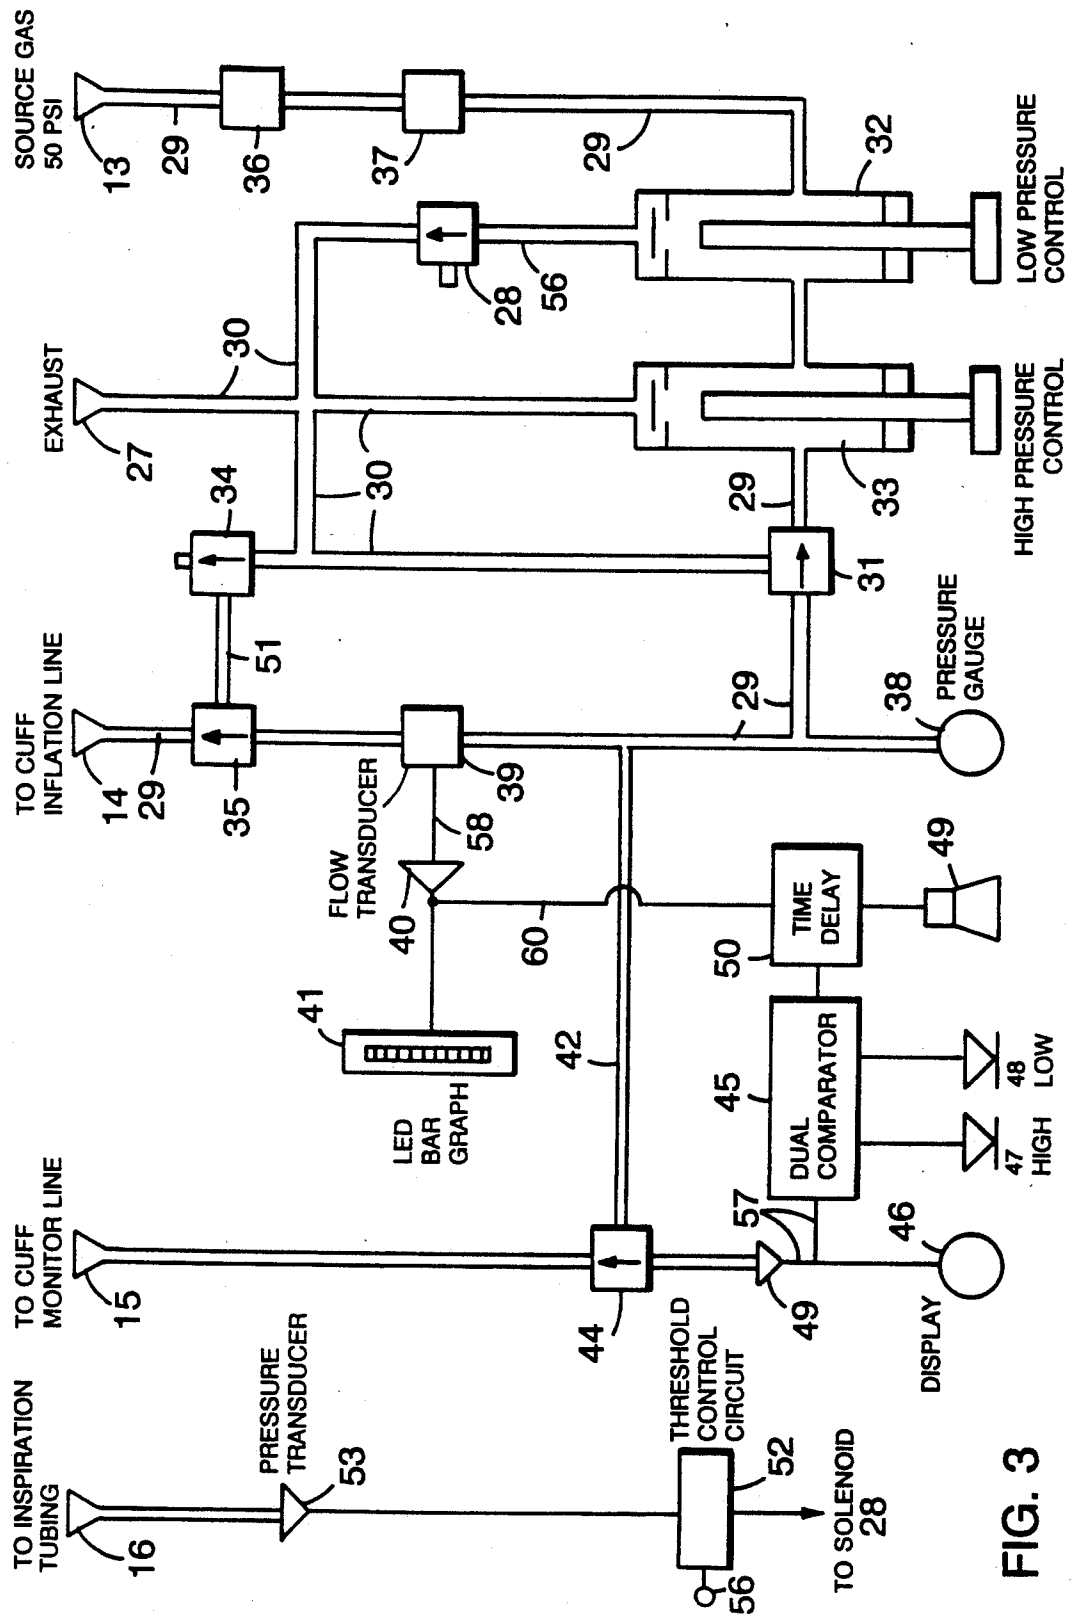 TO INSPIRATION
TUBING
16
PRESSURE
TRANSDUCER
53
THRESHOLD
CONTROL
CIRCUIT
52
56
TO SOLENOID
28
TO CUFF
MONITOR LINE
15
44
49
57
DISPLAY
46
LED
BAR
GRAPH
41
42
DUAL
COMPARATOR
45
47
HIGH
48
LOW
TO CUFF
INFLATION LINE
14
29
35
51
FLOW
TRANSDUCER
39
58
40
60
TIME
DELAY
50
49
29
PRESSURE
GAUGE
38
34
EXHAUST
27
30
30
30
31
29
33
HIGH PRESSURE
CONTROL
SOURCE GAS
50 PSI
13
29
36
37
29
28
56
32
LOW PRESSURE
CONTROL
FIG. 3